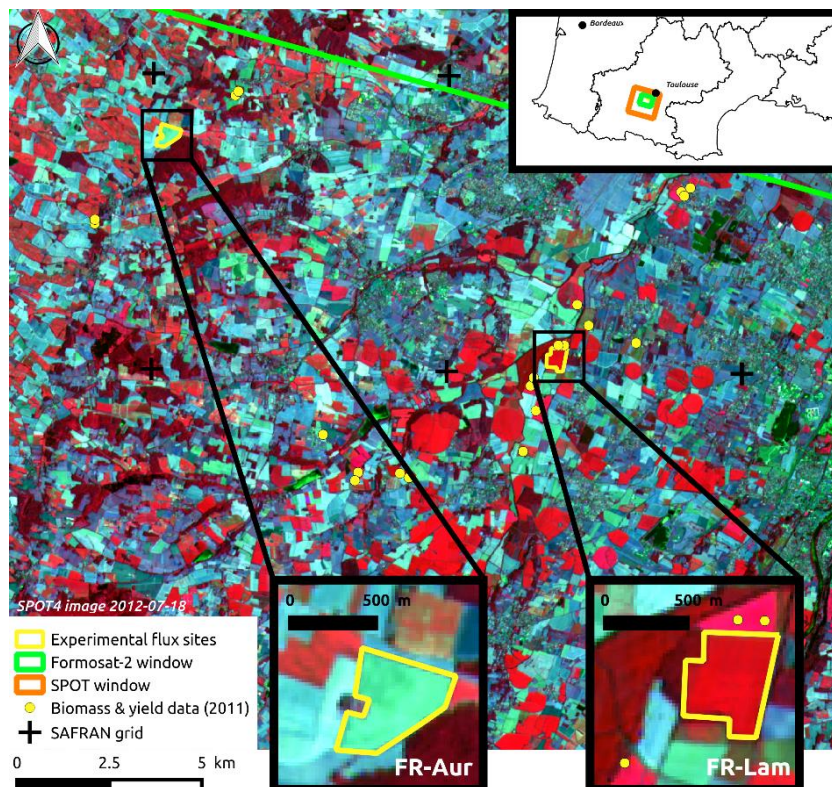 Bordeaux
Toulouse
SPOT4 image 2012-07-18
Experimental flux sites
Formosat-2 window
SPOT window
Biomass & yield data (2011)
SAFRAN grid
0 2.5 5 km
0 500 m
FR-Aur
0 500 m
FR-Lam